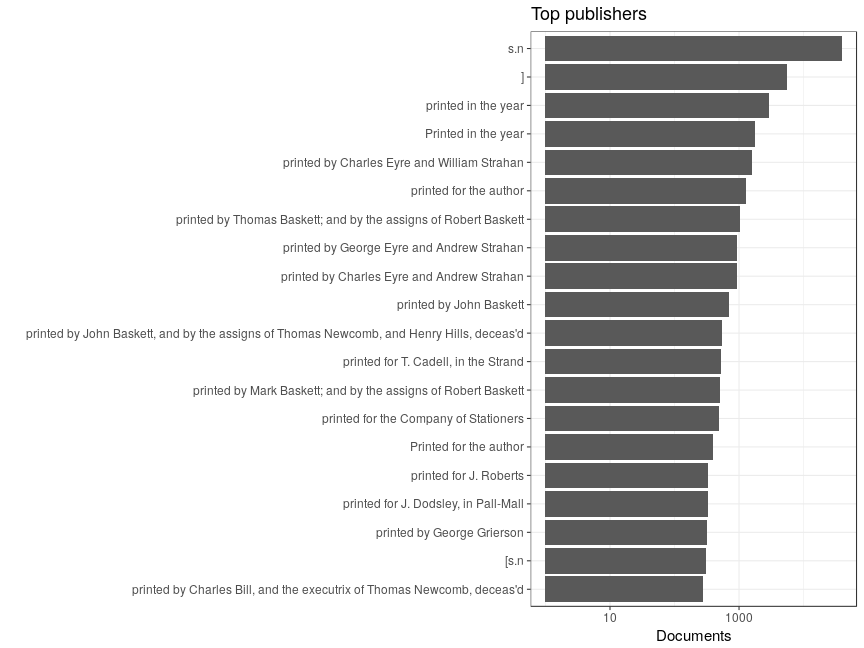 Top publishers
s.n
]
printed in the year
Printed in the year
printed by Charles Eyre and William Strahan
printed for the author
printed by Thomas Baskett; and by the assigns of Robert Baskett
printed by George Eyre and Andrew Strahan
printed by Charles Eyre and Andrew Strahan
printed by John Baskett
printed by John Baskett, and by the assigns of Thomas Newcomb, and Henry Hills, deceas'd
printed for T. Cadell, in the Strand
printed by Mark Baskett; and by the assigns of Robert Baskett
printed for the Company of Stationers
Printed for the author
printed for J. Roberts
printed for J. Dodsley, in Pall-Mall
printed by George Grierson
[s.n
printed by Charles Bill, and the executrix of Thomas Newcomb, deceas'd
10 1000
Documents